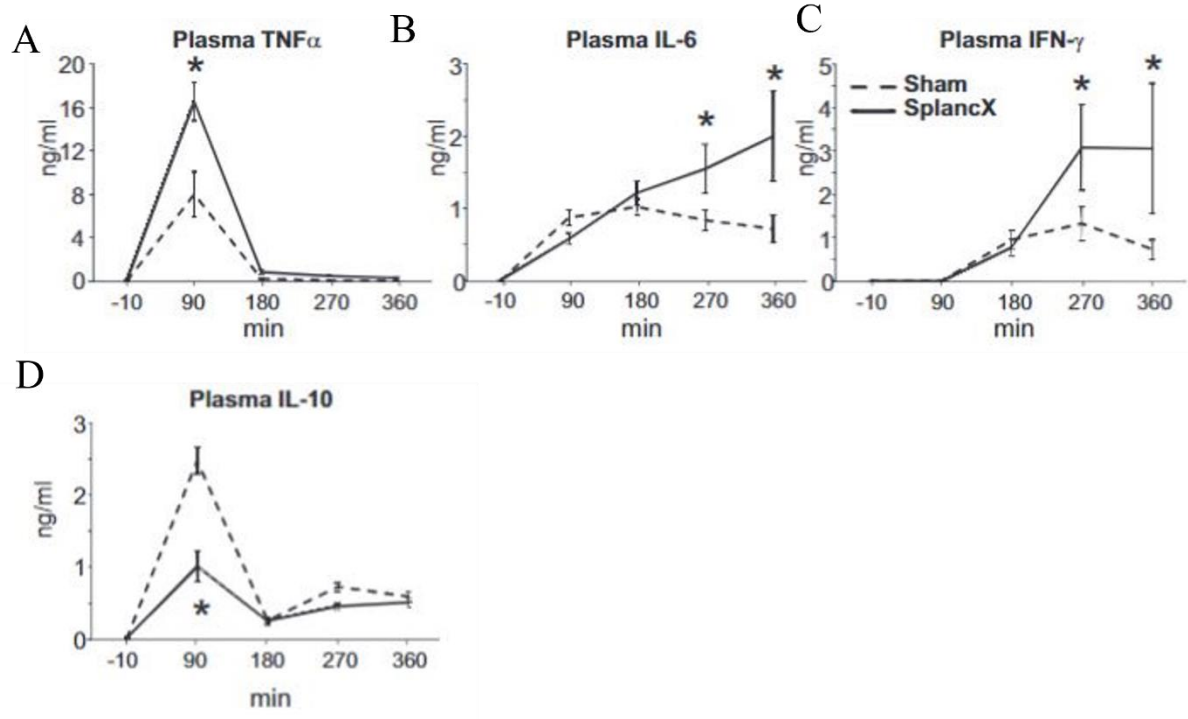 A
Plasma TNFα
*
20
16
12
8
4
0
ng/ml
-10 90 180 270 360
min
B
Plasma IL-6
*
*
3
2
1
0
ng/ml
-10 90 180 270 360
min
C
Plasma IFN-γ
*
*
Sham
SplancX
5
4
3
2
1
0
ng/ml
-10 90 180 270 360
min
D
Plasma IL-10
3
2
1
0
ng/ml
*
-10 90 180 270 360
min